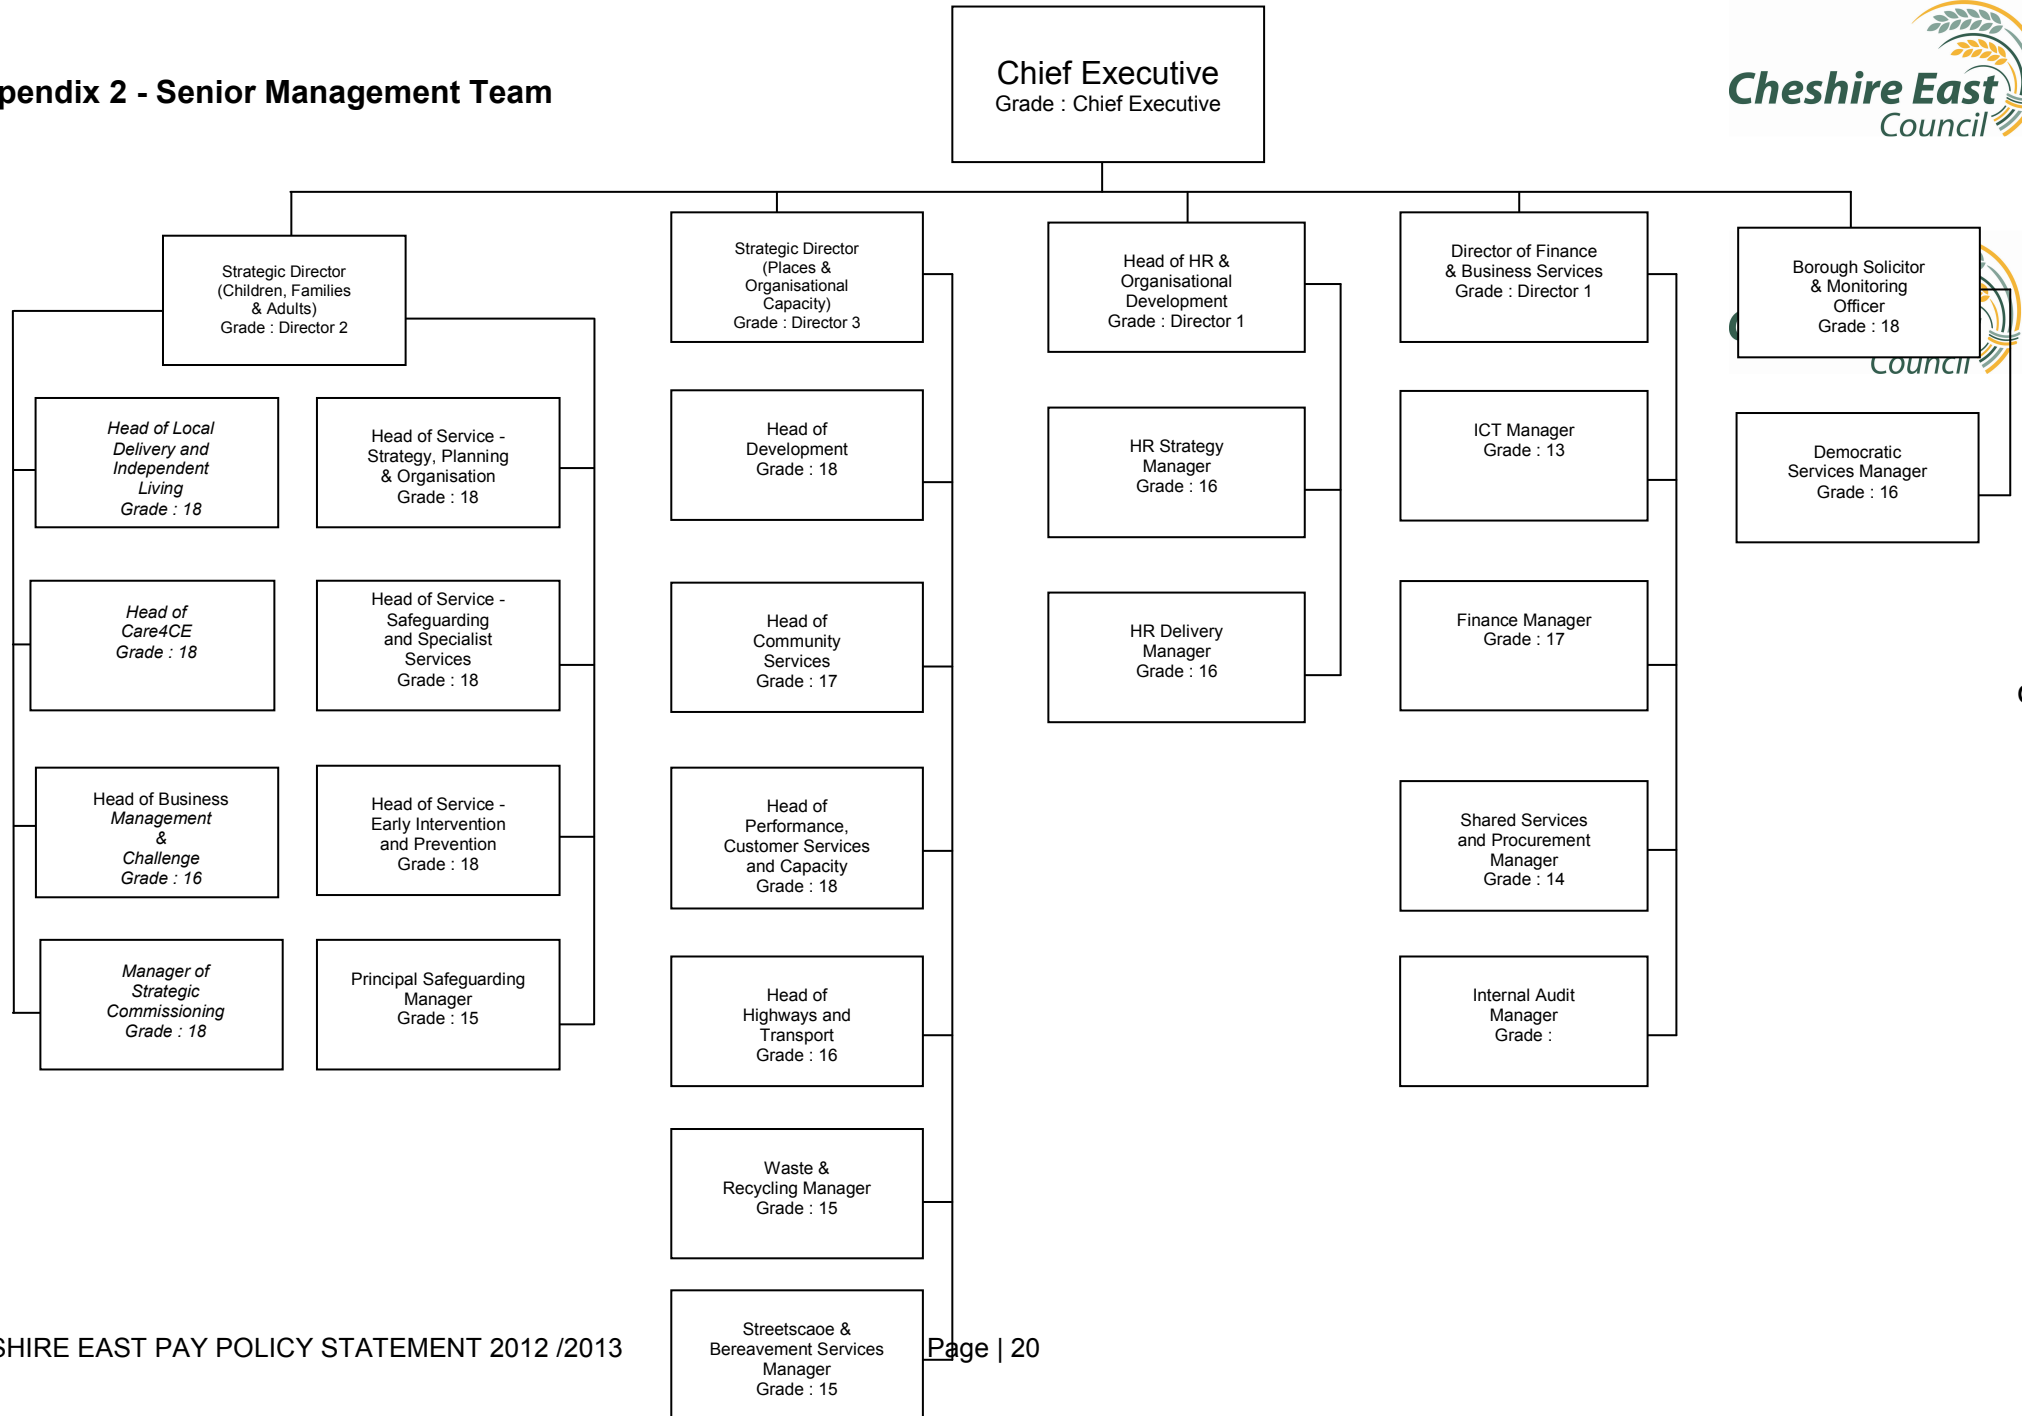 pendix 2 - Senior Management Team
Chief Executive
Grade : Chief Executive
Cheshire East
Council
Strategic Director
(Children, Families
& Adults)
Grade : Director 2
Strategic Director
(Places &
Organisational
Capacity)
Grade : Director 3
Head of HR &
Organisational
Development
Grade : Director 1
Director of Finance
& Business Services
Grade : Director 1
Borough Solicitor
& Monitoring
Officer
Grade : 18
Council
Head of Local
Delivery and
Independent
Living
Grade : 18
Head of Service -
Strategy, Planning
& Organisation
Grade : 18
Head of
Development
Grade : 18
HR Strategy
Manager
Grade : 16
ICT Manager
Grade : 13
Democratic
Services Manager
Grade : 16
Head of
Care4CE
Grade : 18
Head of Service -
Safeguarding
and Specialist
Services
Grade : 18
Head of
Community
Services
Grade : 17
HR Delivery
Manager
Grade : 16
Finance Manager
Grade : 17
Head of Business
Management
&
Challenge
Grade : 16
Head of Service -
Early Intervention
and Prevention
Grade : 18
Head of
Performance,
Customer Services
and Capacity
Grade : 18
Shared Services
and Procurement
Manager
Grade : 14
Manager of
Strategic
Commissioning
Grade : 18
Principal Safeguarding
Manager
Grade : 15
Head of
Highways and
Transport
Grade : 16
Internal Audit
Manager
Grade :
Waste &
Recycling Manager
Grade : 15
Streetscaoe &
Bereavement Services
Manager
Grade : 15
SHIRE EAST PAY POLICY STATEMENT 2012 /2013
Page | 20